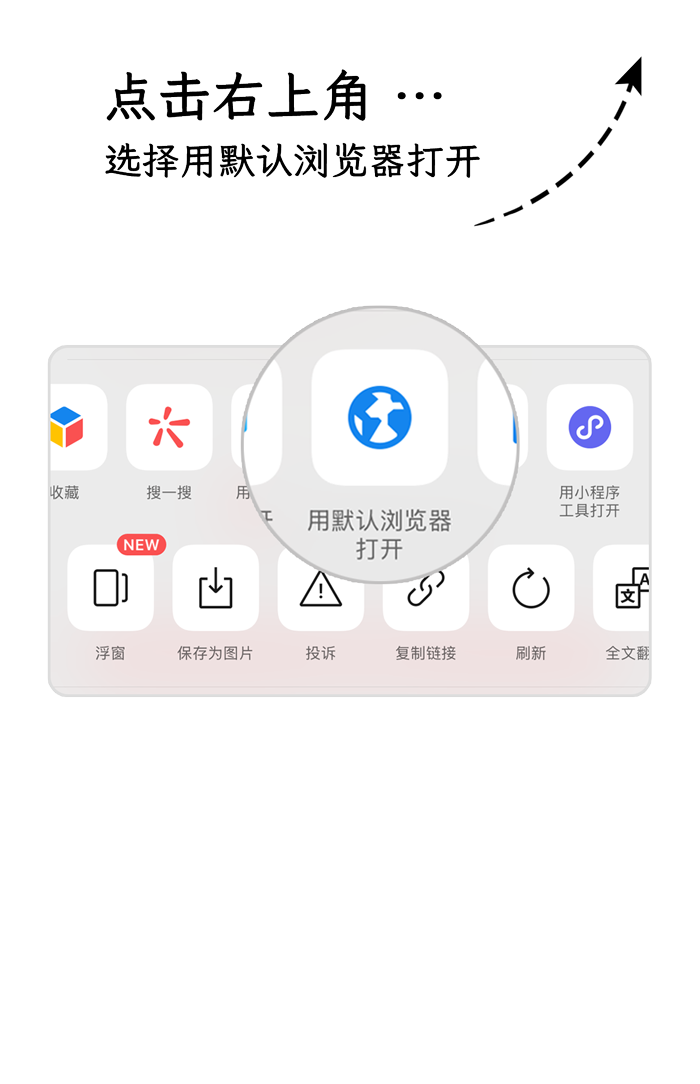 点击右上角 …
选择用默认浏览器打开
收藏
搜一搜
用
开
用默认浏览器
打开
用小程序
工具打开
NEW
浮窗
保存为图片
投诉
复制链接
刷新
文
A
全文翻